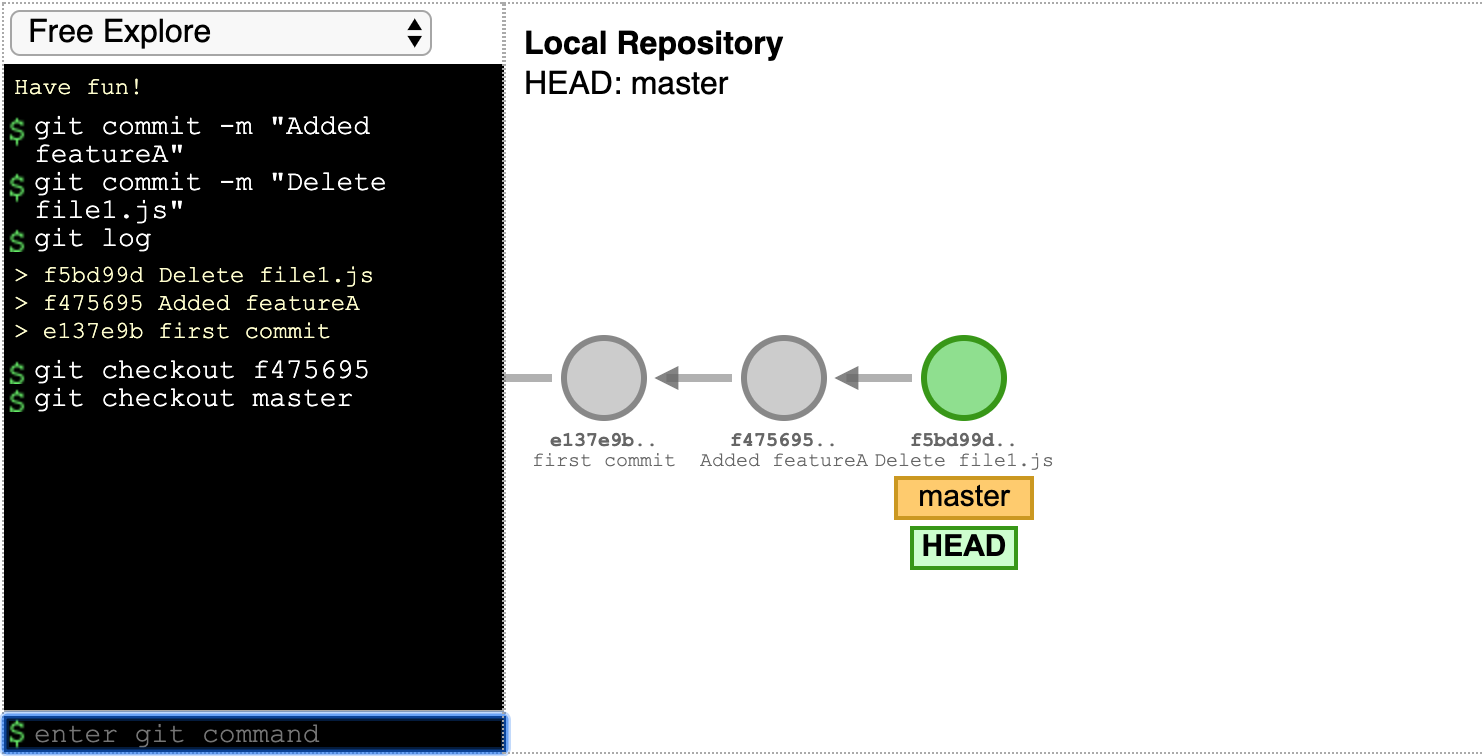 Free Explore
Have fun!
$ git commit -m "Added
featureA"
$ git commit -m "Delete
file1.js"
$ git log
> f5bd99d Delete file1.js
> f475695 Added featureA
> e137e9b first commit
$ git checkout f475695
$ git checkout master
$ enter git command
Local Repository
HEAD: master
e137e9b.. f475695.. f5bd99d..
first commit Added featureA Delete file1.js
master
HEAD